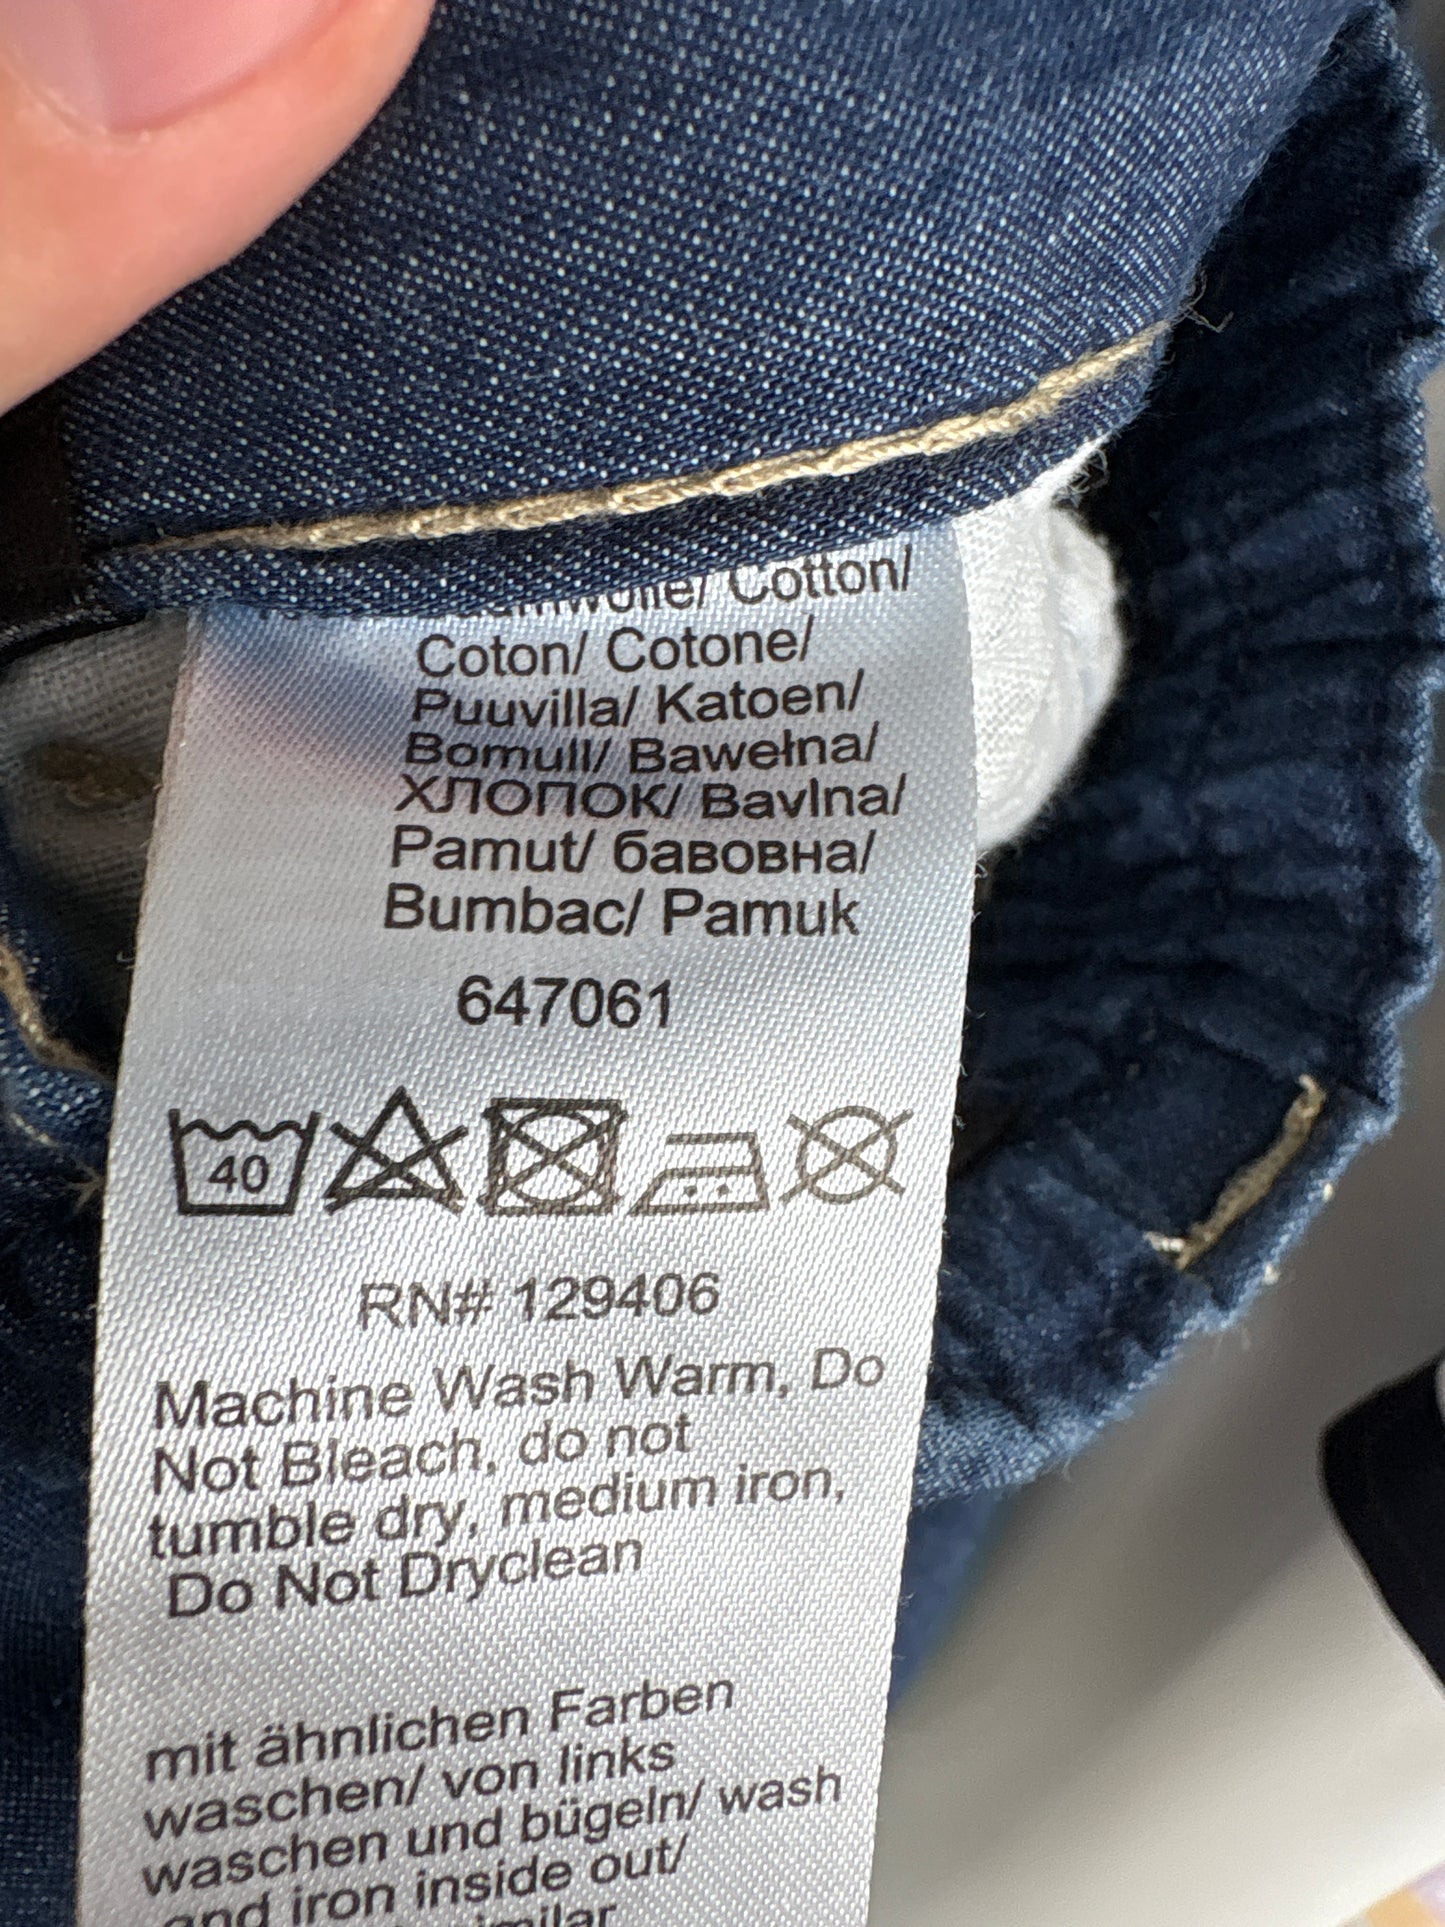 Cotton/
Coton/ Cotone/
Puuvilla/ Katoen/
Bomull/ Bawełna/
ХЛОПОК/ Bavlna/
Pamut/ бавовна/
Bumbac/ Pamuk
647061
40
RN# 129406
Machine Wash Warm, Do
Not Bleach, do not
tumble dry, medium iron,
Do Not Dryclean
mit ähnlichen Farben
waschen/ von links
waschen und bügeln/ wash
and iron inside out/